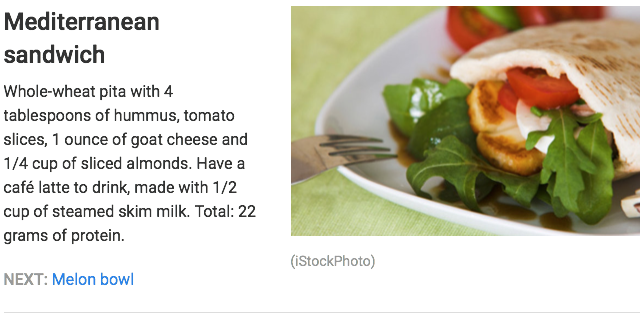 Mediterranean
sandwich
Whole-wheat pita with 4
tablespoons of hummus, tomato
slices, 1 ounce of goat cheese and
1/4 cup of sliced almonds. Have a
café latte to drink, made with 1/2
cup of steamed skim milk. Total: 22
grams of protein.
(iStockPhoto)
NEXT: Melon bowl